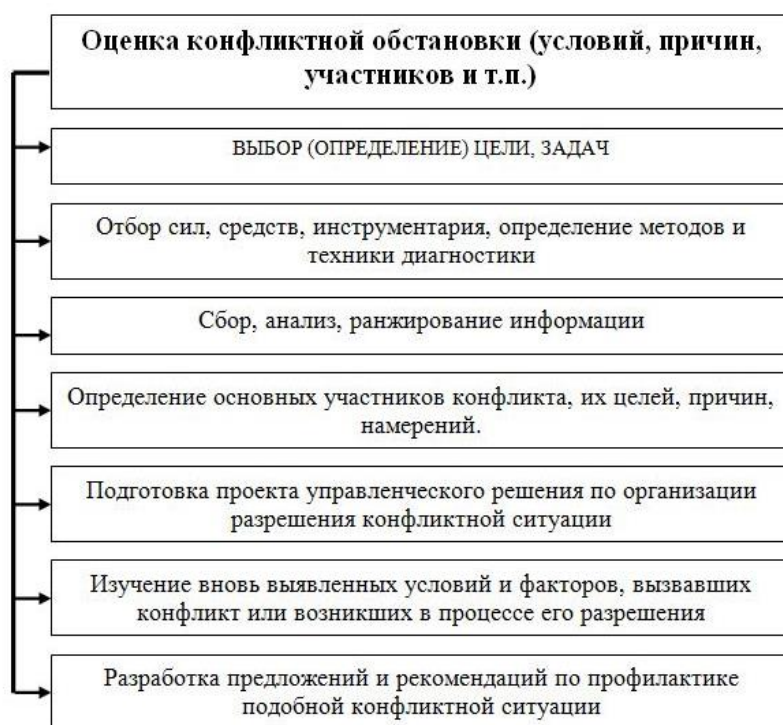 Оценка конфликтной обстановки (условий, причин,
участников и т.п.)
ВЫБОР (ОПРЕДЕЛЕНИЕ) ЦЕЛИ, ЗАДАЧ
Отбор сил, средств, инструментария, определение методов и
техники диагностики
Сбор, анализ, ранжирование информации
Определение основных участников конфликта, их целей, причин,
намерений.
Подготовка проекта управленческого решения по организации
разрешения конфликтной ситуации
Изучение вновь выявленных условий и факторов, вызвавших
конфликт или возникших в процессе его разрешения
Разработка предложений и рекомендаций по профилактике
подобной конфликтной ситуации